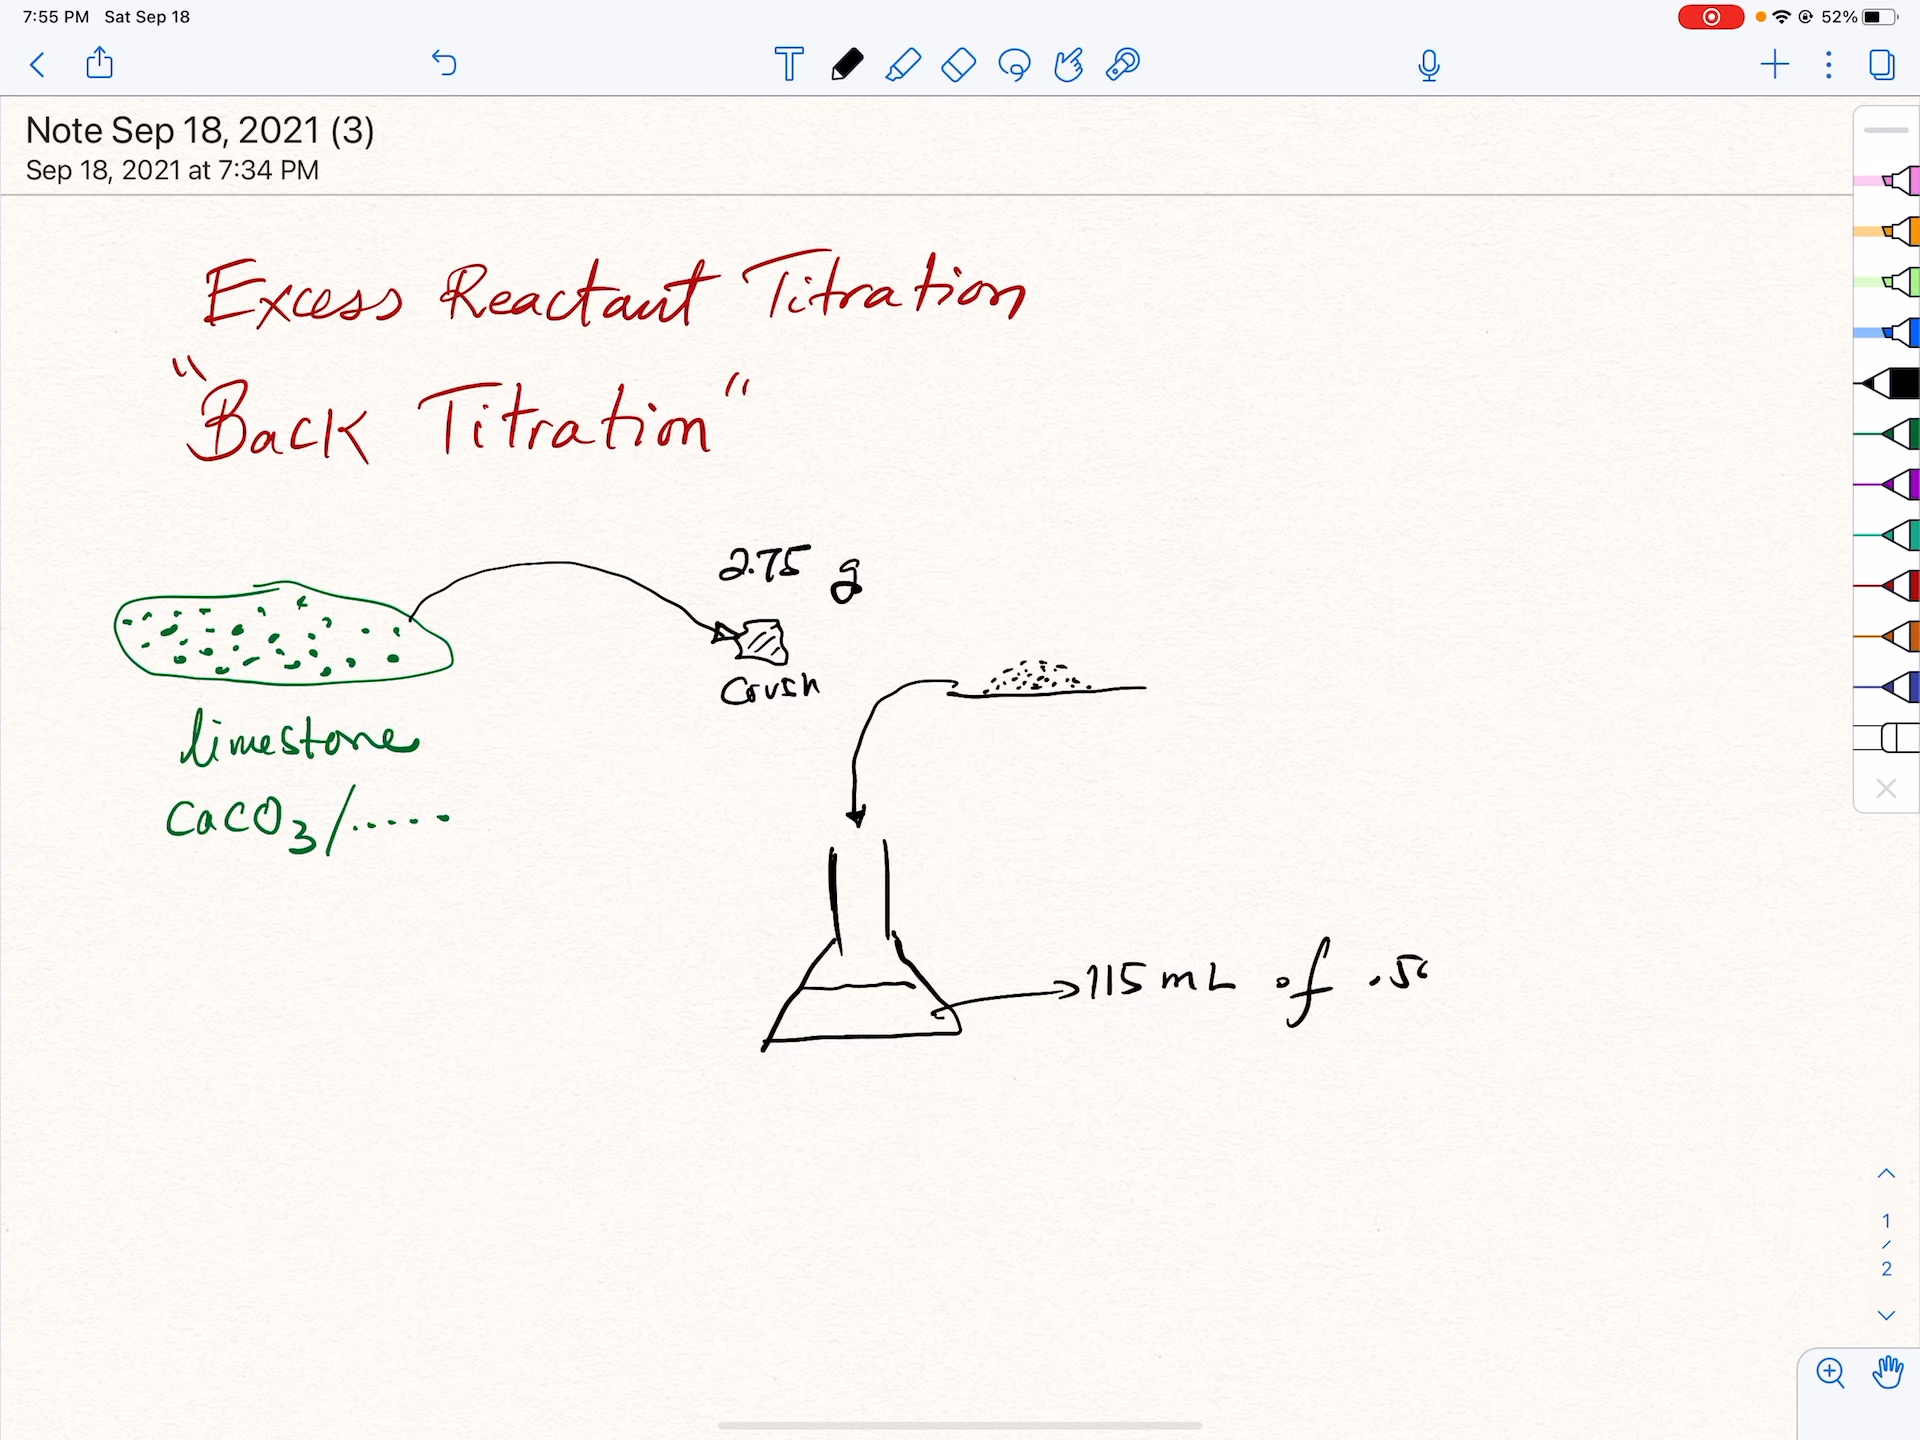 7:55 PM Sat Sep 18
52%
Note Sep 18, 2021 (3)
Sep 18, 2021 at 7:34 PM
Excess Reactant Titration
"Back Titration"
2.75 g
Crush
limestone
CaCO3/.....
115 mL of .5
1
/
2